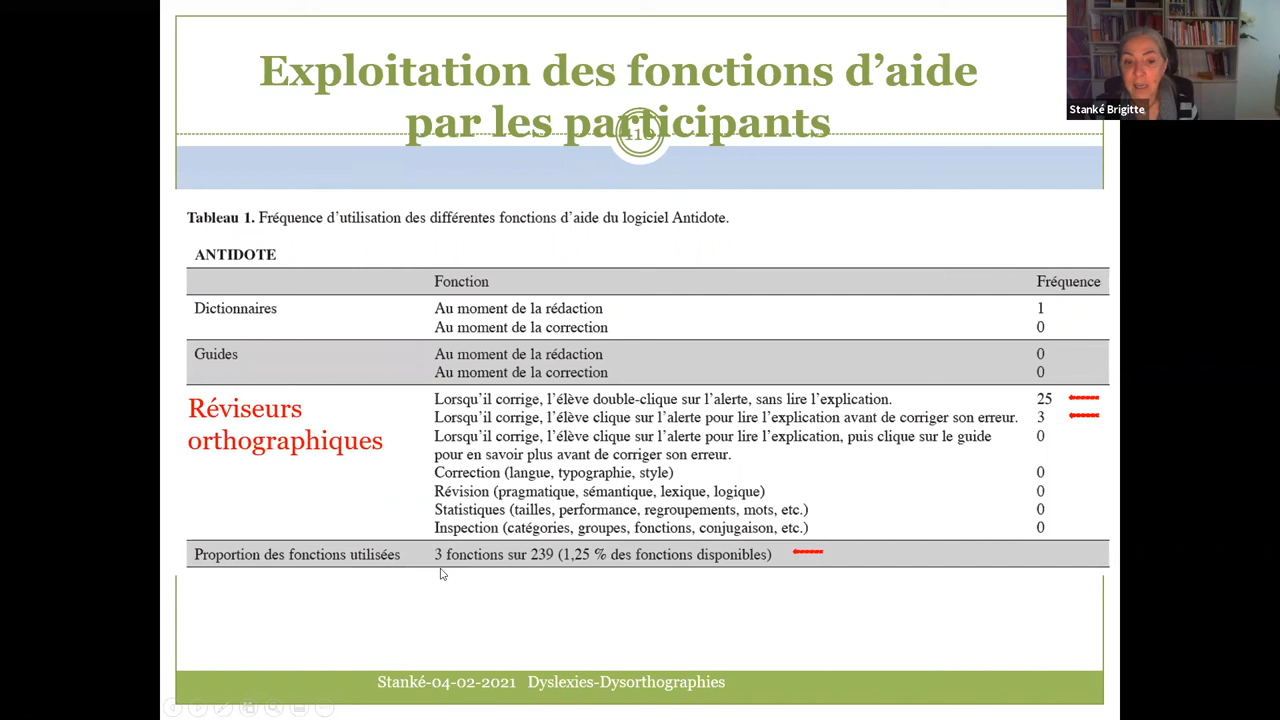 Exploitation des fonctions d’aide
par les participants
Stanké Brigitte
Tableau 1. Fréquence d’utilisation des différentes fonctions d’aide du logiciel Antidote.
ANTIDOTE
Fonction Fréquence
Dictionnaires Au moment de la rédaction 1
Au moment de la correction 0
Guides Au moment de la rédaction 0
Au moment de la correction 0
Réviseurs
orthographiques
Lorsqu’il corrige, l’élève double-clique sur l’alerte, sans lire l’explication. 25
Lorsqu’il corrige, l’élève clique sur l’alerte pour lire l’explication avant de corriger son erreur. 3
Lorsqu’il corrige, l’élève clique sur l’alerte pour lire l’explication, puis clique sur le guide 0
pour en savoir plus avant de corriger son erreur.
Correction (langue, typographie, style) 0
Révision (pragmatique, sémantique, lexique, logique) 0
Statistiques (tailles, performance, regroupements, mots, etc.) 0
Inspection (catégories, groupes, fonctions, conjugaison, etc.) 0
Proportion des fonctions utilisées 3 fonctions sur 239 (1,25 % des fonctions disponibles)
Stanké-04-02-2021 Dyslexies-Dysorthographies